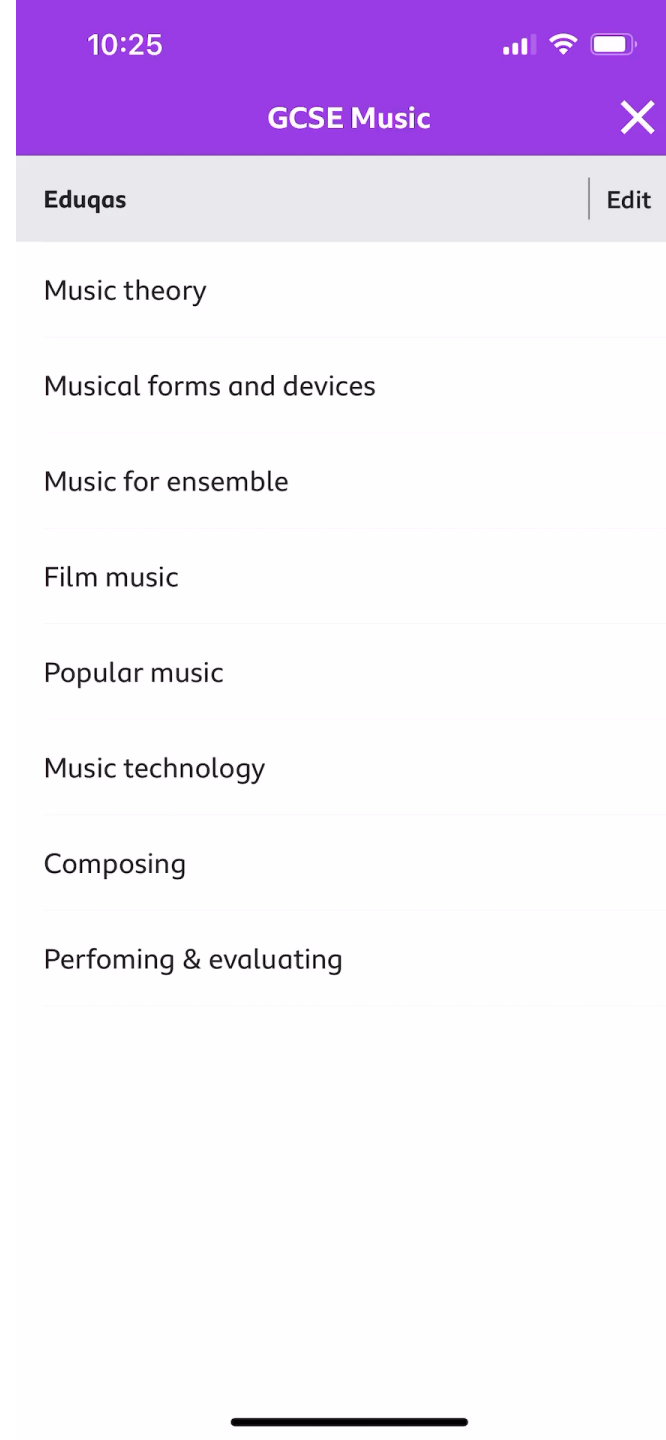 10:25
GCSE Music
Eduqas
Edit
Music theory
Musical forms and devices
Music for ensemble
Film music
Popular music
Music technology
Composing
Perfoming & evaluating